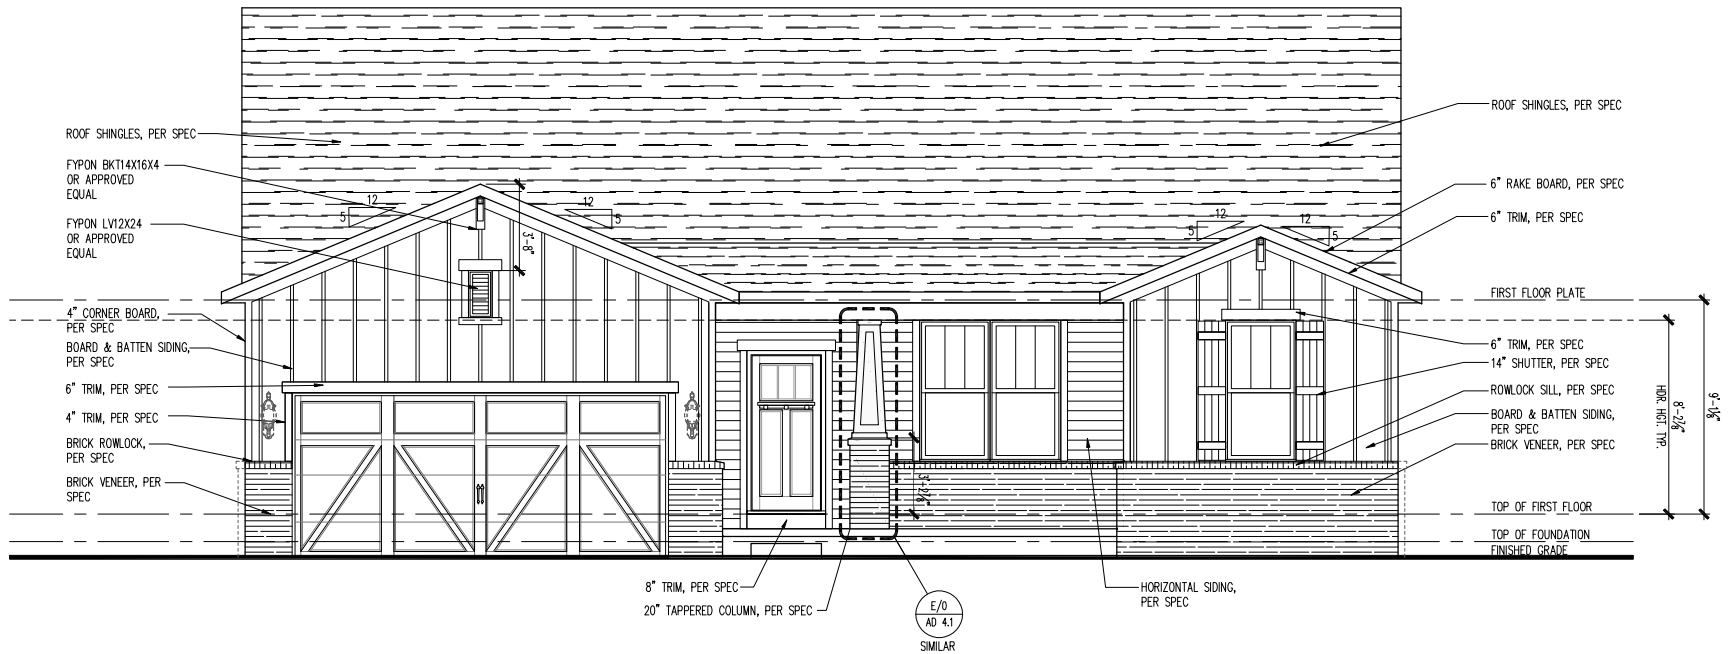 ROOF SHINGLES, PER SPEC
FYPON BKT14X16X4
OR APPROVED
EQUAL
FYPON LV12X24
OR APPROVED
EQUAL
4" CORNER BOARD,
PER SPEC
BOARD & BATTEN SIDING,
PER SPEC
6" TRIM, PER SPEC
4" TRIM, PER SPEC
BRICK ROWLOCK,
PER SPEC
BRICK VENEER, PER
SPEC
12
5
12
5
3'-8"
12
5
12
5
3'-2⅞"
8" TRIM, PER SPEC
20" TAPPERED COLUMN, PER SPEC
E/0
AD 4.1
SIMILAR
HORIZONTAL SIDING,
PER SPEC
ROOF SHINGLES, PER SPEC
6" RAKE BOARD, PER SPEC
6" TRIM, PER SPEC
FIRST FLOOR PLATE
6" TRIM, PER SPEC
14" SHUTTER, PER SPEC
ROWLOCK SILL, PER SPEC
BOARD & BATTEN SIDING,
PER SPEC
BRICK VENEER, PER SPEC
TOP OF FIRST FLOOR
TOP OF FOUNDATION
FINISHED GRADE
8'-2⅞"
HDR. HGT. TYP.
9'-1⅛"